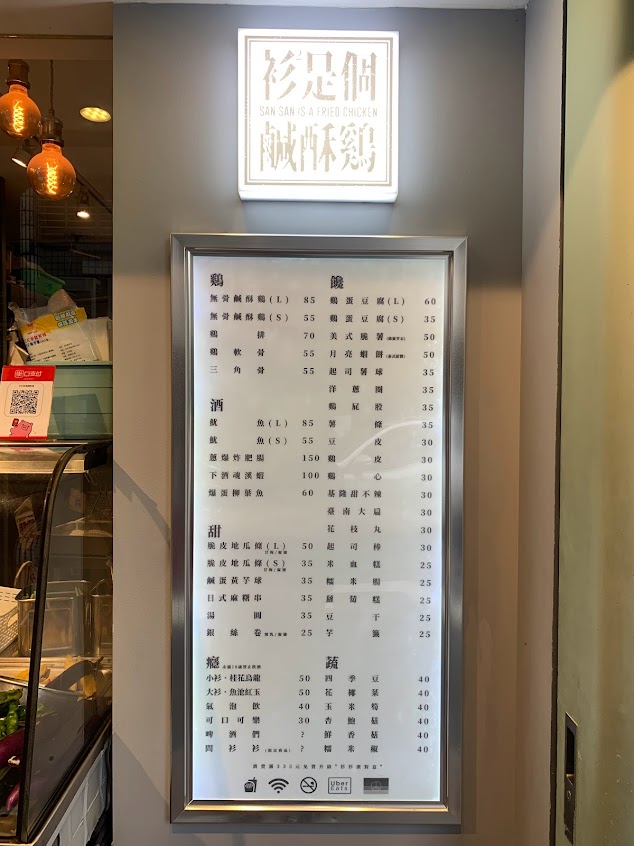 衫是個
SAN SAN IS A FRIED CHICKEN
鹹酥鷄
鷄
無骨鹹酥鷄(L) 85
無骨鹹酥鷄(S) 55
鷄排 70
鷄軟骨 55
三角骨 55
酒
魷魚(L) 85
魷魚(S) 55
蔥爆炸肥腸 150
下酒魂溪蝦 100
爆蛋柳葉魚 60
甜
脆皮地瓜條(L) 50
脆皮地瓜條(S) 35
鹹蛋黃芋球 35
日式麻糬串 35
湯圓 35
銀絲卷 25
癮
小衫·桂花烏龍 50
大衫·魚池紅玉 50
氣泡飲 40
可口可樂 30
啤酒們 ?
問衫衫 ?
饞
鷄蛋豆腐(L) 60
鷄蛋豆腐(S) 35
美式脆薯 50
月亮蝦餅 50
起司薯球 35
洋蔥圈 35
鷄屁股 35
薯條 35
豆皮 30
鷄皮 30
鷄心 30
基隆甜不辣 30
臺南大扁 30
花枝丸 30
起司棒 30
米血糕 25
糯米腸 25
蘿蔔糕 25
豆干 25
芋籤 25
蔬
四季豆 40
花椰菜 40
玉米筍 40
杏鮑菇 40
鮮香菇 40
糯米椒 40
Uber
Eats